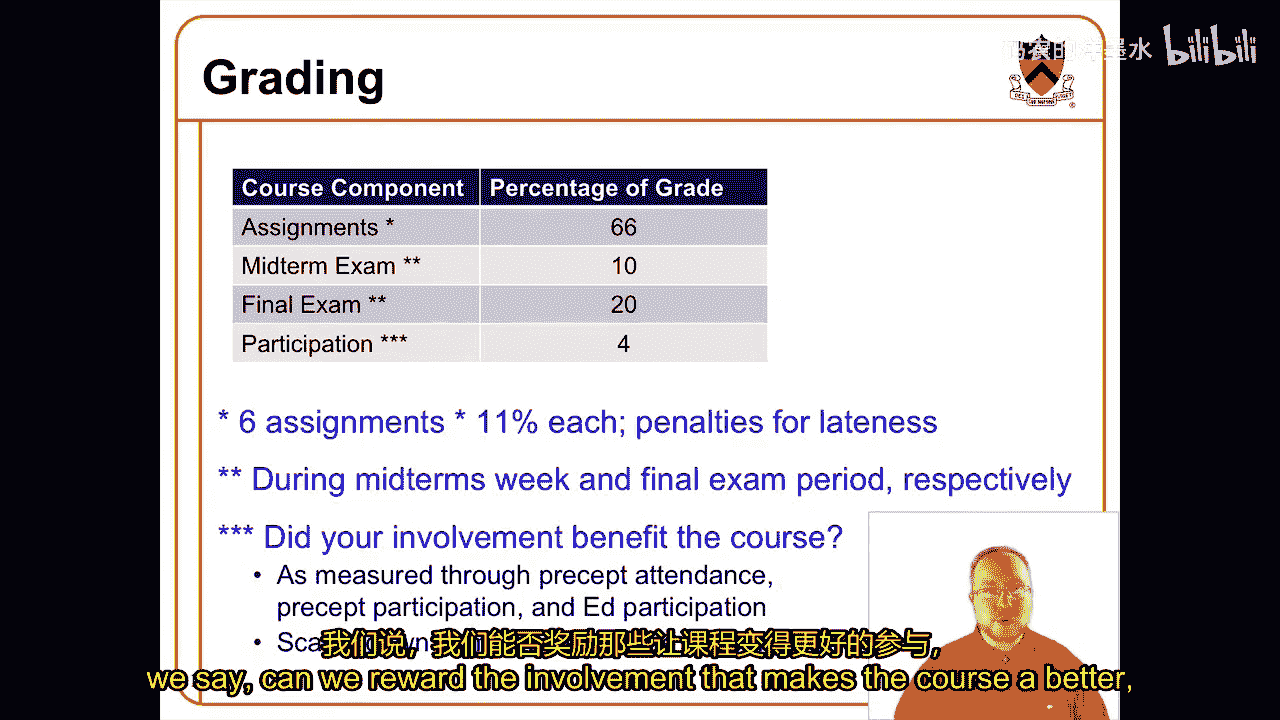 Grading
的洋墨水 bilibili
Course Component Percentage of Grade
Assignments * 66
Midterm Exam ** 10
Final Exam ** 20
Participation *** 4
* 6 assignments * 11% each; penalties for lateness
** During midterms week and final exam period, respectively
*** Did your involvement benefit the course?
• As measured through precept attendance,
precept participation, and Ed participation
我们说，我们能否奖励那些让课程变得更好的参与，
we say, can we reward the involvement that makes the course a better,